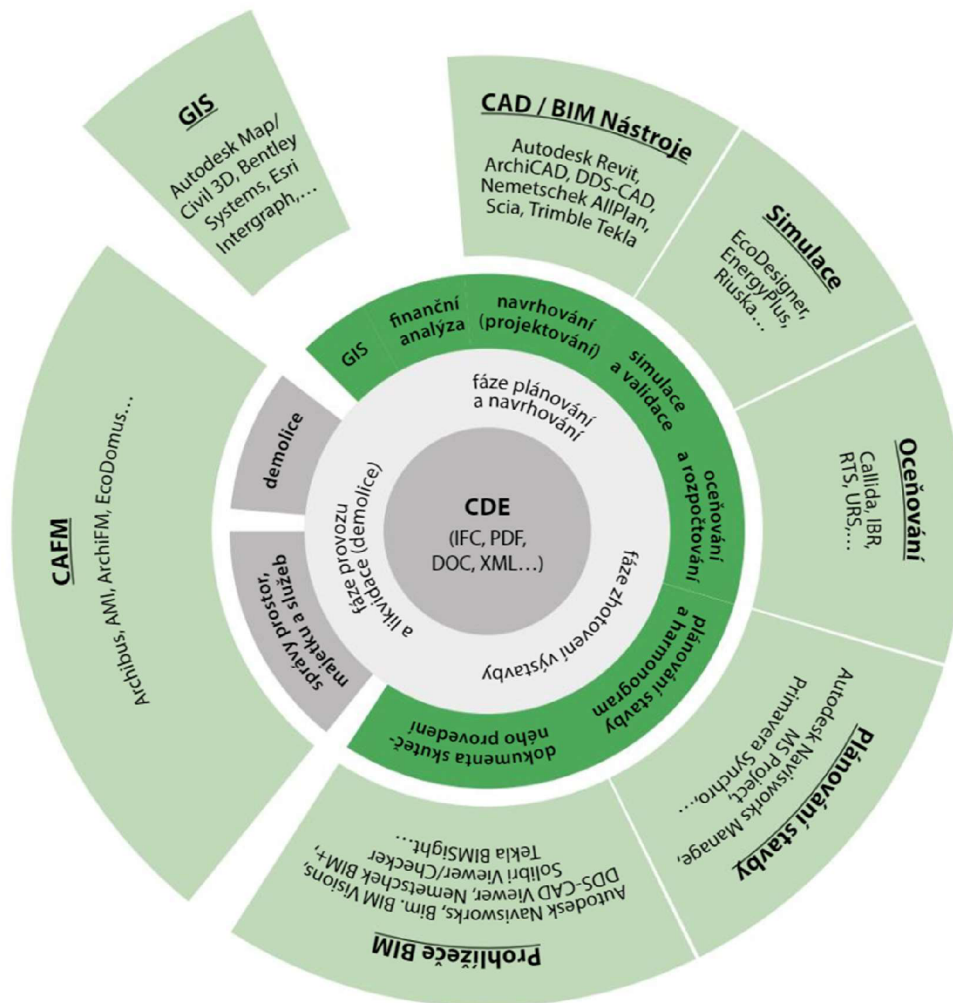 GIS
Autodesk Map/
Civil 3D, Bentley
Systems, Esri
Intergraph,...
CAD / BIM Nástroje
Autodesk Revit,
ArchiCAD, DDS-CAD,
Nemetschek AllPlan,
Scia, Trimble Tekla
Simulace
EcoDesigner,
EnergyPlus,
Riuska...
Oceňování
Callida, IBR,
RTS, URS,
...
Plánování stavby
Autodesk Navisworks Manage,
MS Project,
Primavera Synchro,...
Prohlížeče BIM
Autodesk Navisworks, Bim. BIM Visions,
DDS-CAD Viewer, Nemetschek BIM+,
Solibri Viewer/Checker
Tekla BIMSight...
CAFM
Archibus, AMI, ArchiFM, EcoDomus...
GIS
finanční
analýza
navrhování
(projektování)
simulace
a validace
oceňování
a rozpočtování
plánování stavby
a harmonogram
dokumenta skuteč-
ného provedení
správy prostor,
majetku a služeb
demolice
fáze plánování
a navrhování
fáze zhotovení výstavby
fáze provozu
a likvidace (demolice)
CDE
(IFC, PDF,
DOC, XML...)